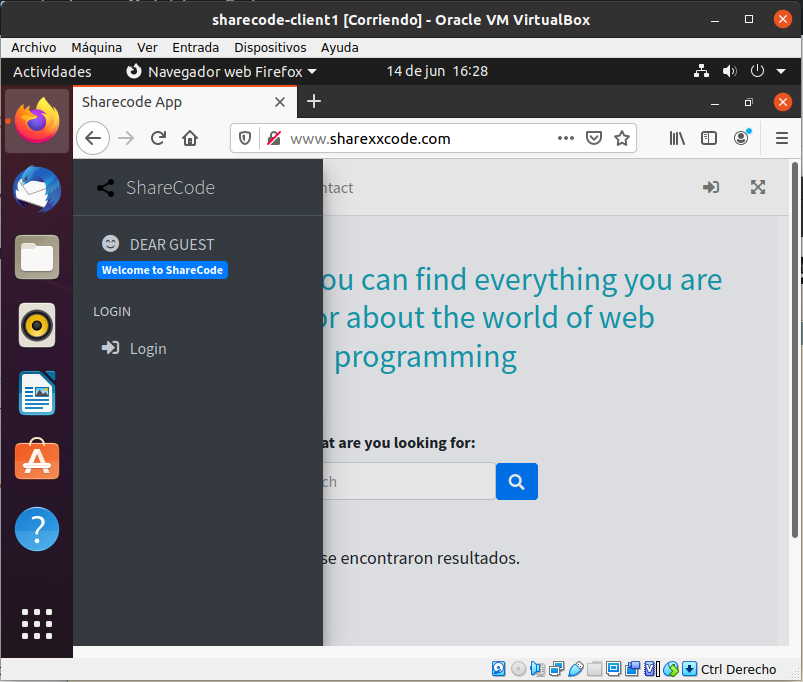 sharecode-client1 [Corriendo] - Oracle VM VirtualBox
Archivo Máquina Ver Entrada Dispositivos Ayuda
Actividades Navegador web Firefox 14 de jun 16:28
Sharecode App
www.sharexxcode.com
ShareCode
ntact
DEAR GUEST
Welcome to ShareCode
LOGIN
Login
ou can find everything you are
or about the world of web
programming
at are you looking for:
ch
se encontraron resultados.
Ctrl Derecho